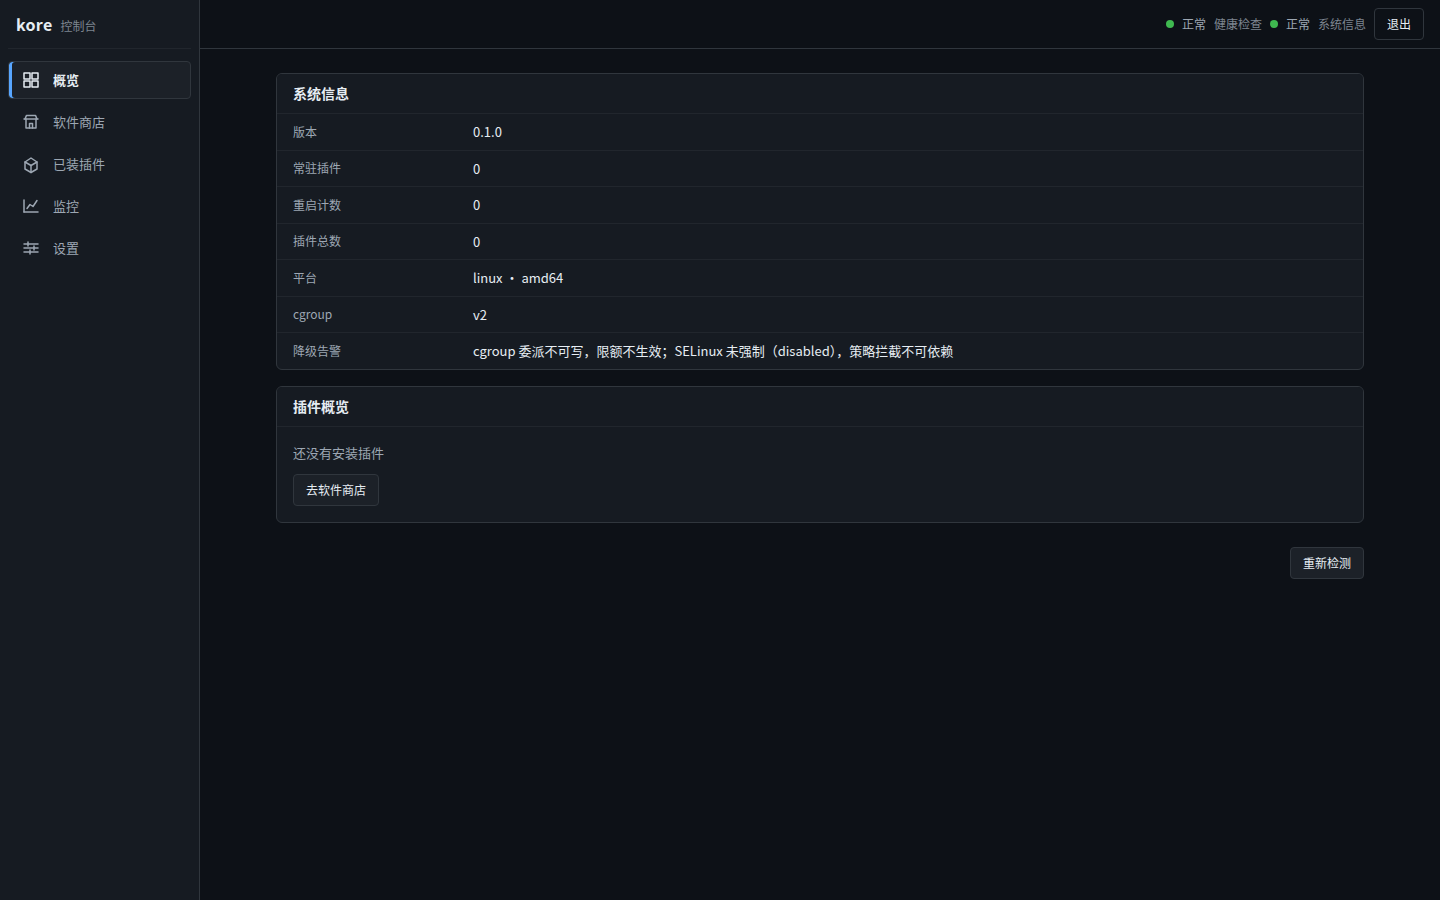 kore 控制台
正常 健康检查 正常 系统信息 退出
概览
软件商店
已装插件
监控
设置
系统信息
版本 0.1.0
常驻插件 0
重启计数 0
插件总数 0
平台 linux · amd64
cgroup v2
降级告警 cgroup 委派不可写，限额不生效；SELinux 未强制（disabled），策略拦截不可依赖
插件概览
还没有安装插件
去软件商店
重新检测